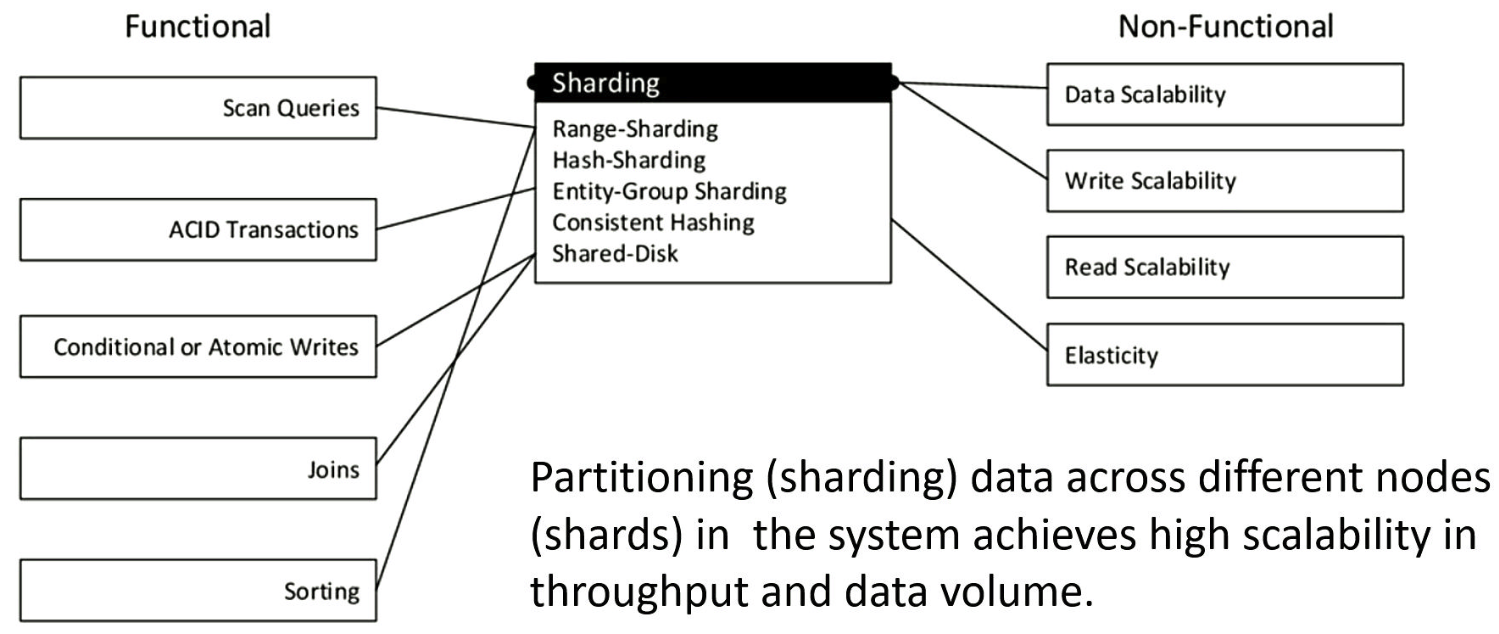 Functional
Scan Queries
ACID Transactions
Conditional or Atomic Writes
Joins
Sorting
Sharding
Range-Sharding
Hash-Sharding
Entity-Group Sharding
Consistent Hashing
Shared-Disk
Non-Functional
Data Scalability
Write Scalability
Read Scalability
Elasticity
Partitioning (sharding) data across different nodes
(shards) in  the system achieves high scalability in
throughput and data volume.